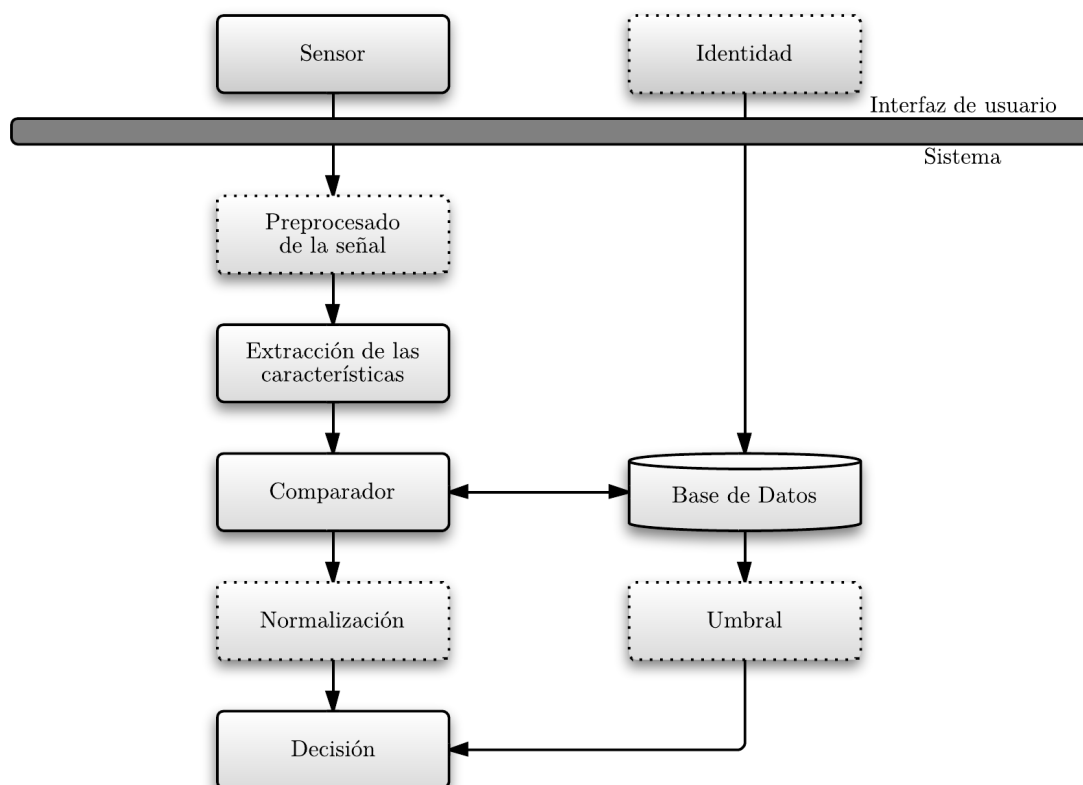 Sensor
Identidad
Interfaz de usuario
Sistema
Preprocesado
de la señal
Extracción de las
características
Comparador
Base de Datos
Normalización
Umbral
Decisión